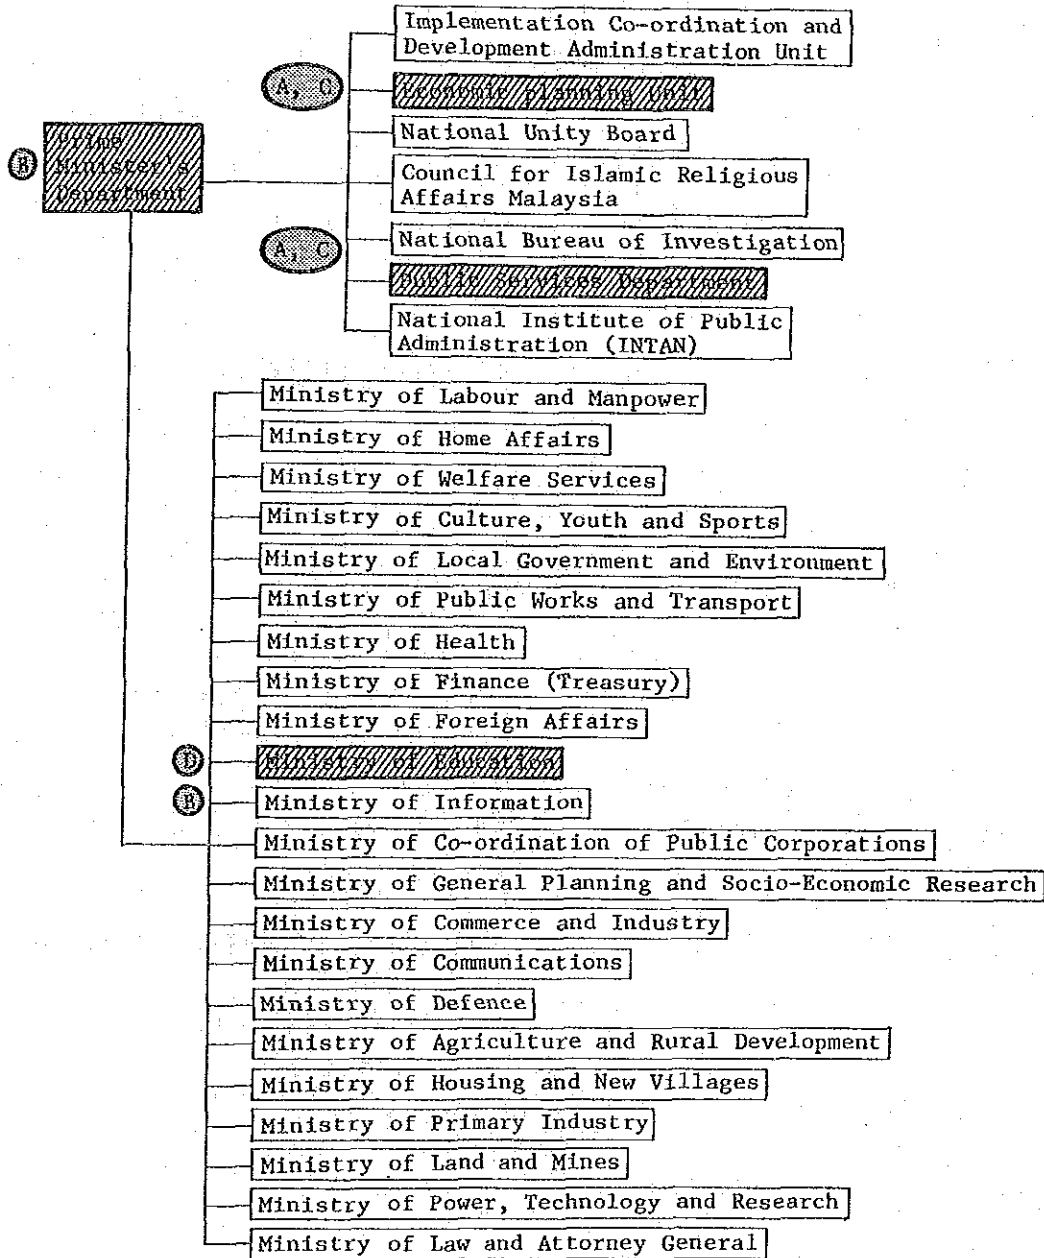 Implementation Co-ordination and
Development Administration Unit
A, C
Economic planning Unit
National Unity Board
B
Prime
Minister's
Department
Council for Islamic Religious
Affairs Malaysia
A, C
National Bureau of Investigation
Public Services Department
National Institute of Public
Administration (INTAN)
Ministry of Labour and Manpower
Ministry of Home Affairs
Ministry of Welfare Services
Ministry of Culture, Youth and Sports
Ministry of Local Government and Environment
Ministry of Public Works and Transport
Ministry of Health
Ministry of Finance (Treasury)
Ministry of Foreign Affairs
D
Ministry of Education
B
Ministry of Information
Ministry of Co-ordination of Public Corporations
Ministry of General Planning and Socio-Economic Research
Ministry of Commerce and Industry
Ministry of Communications
Ministry of Defence
Ministry of Agriculture and Rural Development
Ministry of Housing and New Villages
Ministry of Primary Industry
Ministry of Land and Mines
Ministry of Power, Technology and Research
Ministry of Law and Attorney General